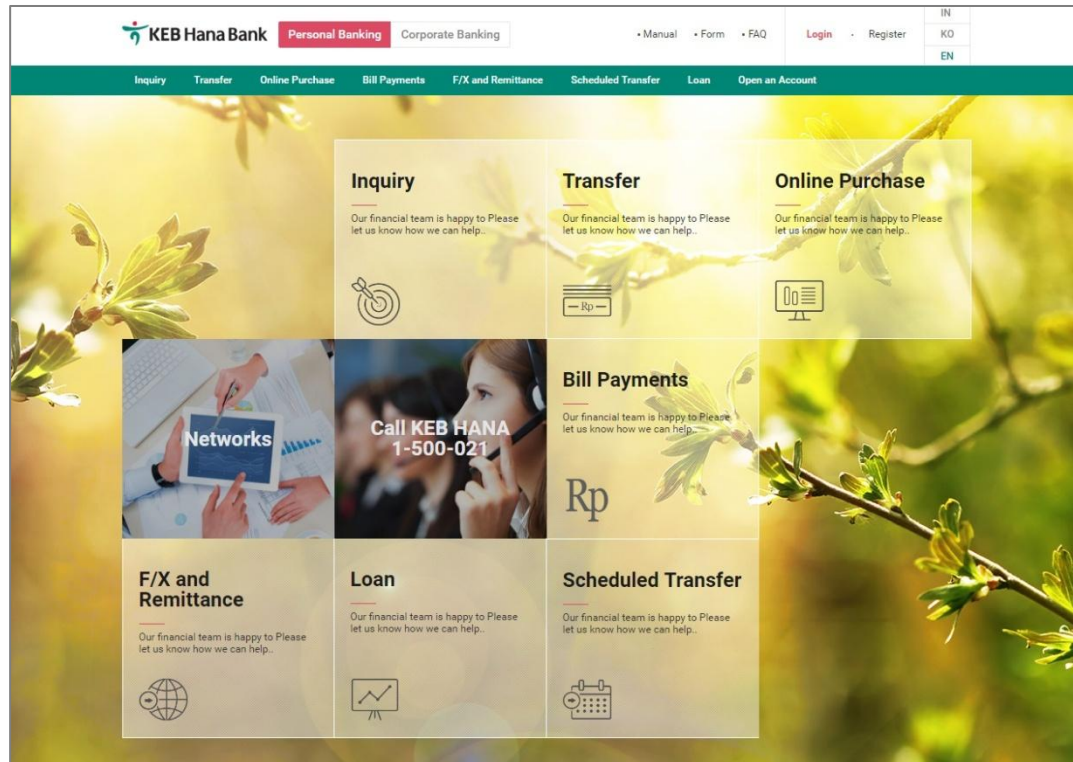 KEB Hana Bank
Personal Banking
Corporate Banking
• Manual
• Form
• FAQ
Login
Register
IN
KO
EN
Inquiry
Transfer
Online Purchase
Bill Payments
F/X and Remittance
Scheduled Transfer
Loan
Open an Account
Inquiry
Our financial team is happy to Please
let us know how we can help..
Transfer
Our financial team is happy to Please
let us know how we can help..
— Rp —
Online Purchase
Our financial team is happy to Please
let us know how we can help..
Networks
Call KEB HANA
1-500-021
Bill Payments
Our financial team is happy to Please
let us know how we can help..
Rp
F/X and
Remittance
Our financial team is happy to Please
let us know how we can help..
Loan
Our financial team is happy to Please
let us know how we can help..
Scheduled Transfer
Our financial team is happy to Please
let us know how we can help..